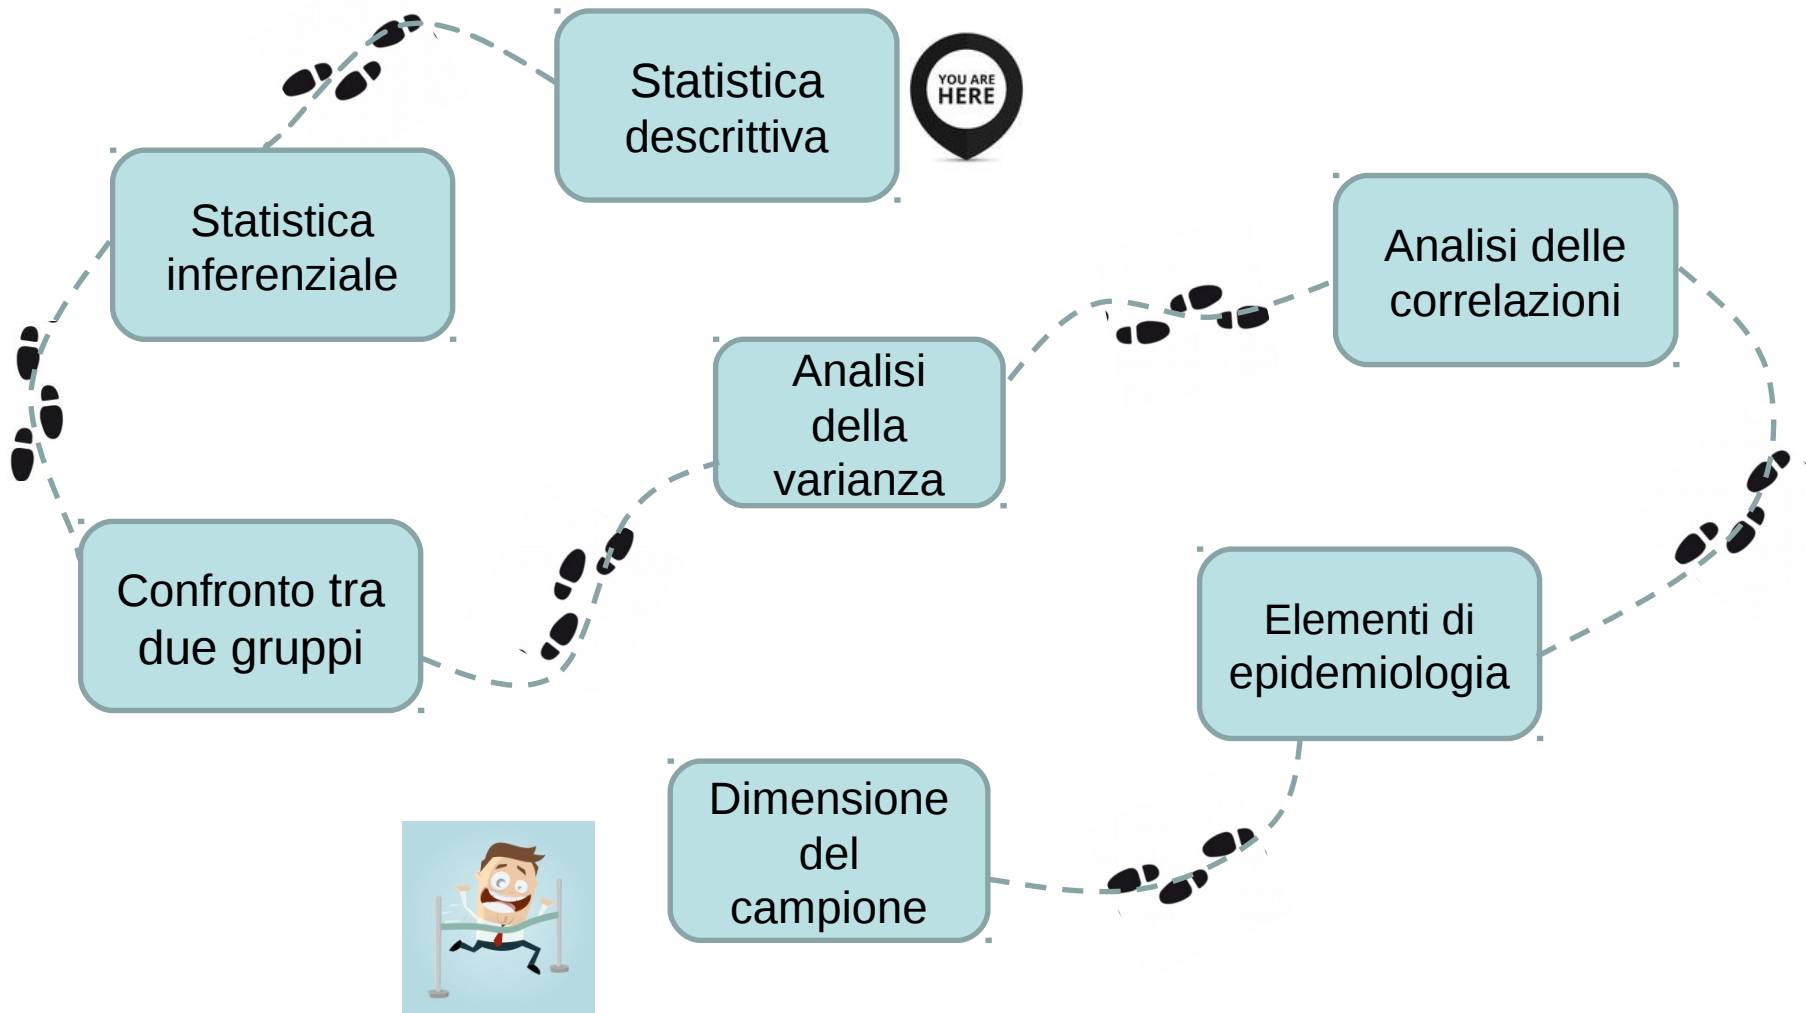 Statistica
descrittiva
YOU ARE
HERE
Statistica
inferenziale
Confronto tra
due gruppi
Analisi
della
varianza
Analisi delle
correlazioni
Elementi di
epidemiologia
Dimensione
del
campione